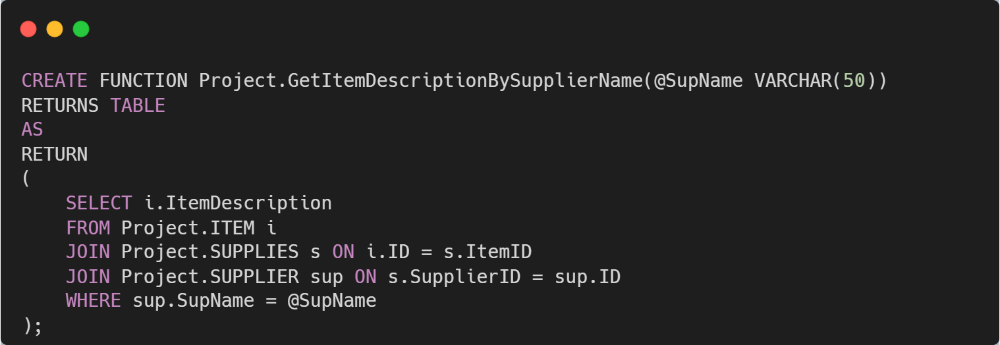 CREATE FUNCTION Project.GetItemDescriptionBySupplierName(@SupName VARCHAR(50))
RETURNS TABLE
AS
RETURN
(
    SELECT i.ItemDescription
    FROM Project.ITEM i
    JOIN Project.SUPPLIES s ON i.ID = s.ItemID
    JOIN Project.SUPPLIER sup ON s.SupplierID = sup.ID
    WHERE sup.SupName = @SupName
);